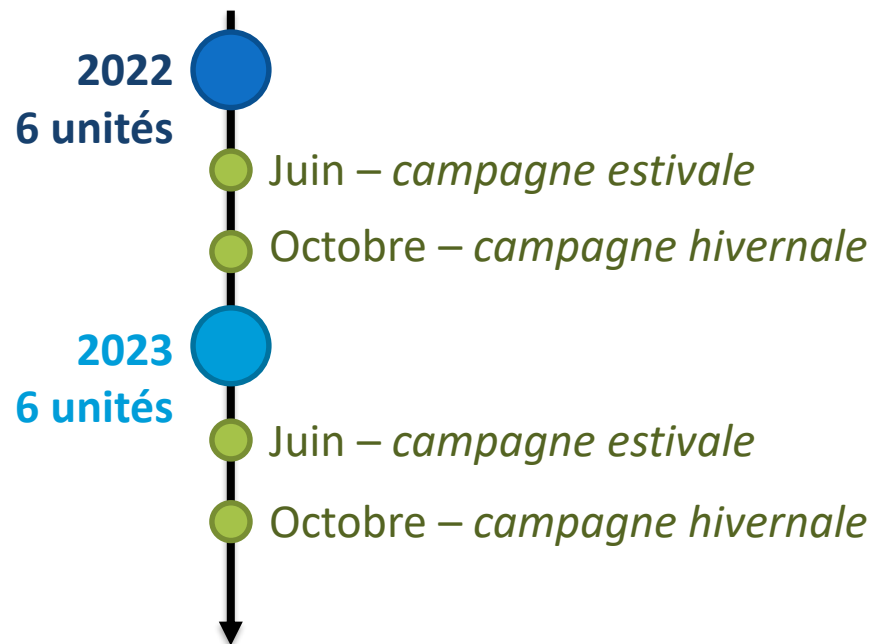 2022
6 unités
Juin – campagne estivale
Octobre – campagne hivernale
2023
6 unités
Juin – campagne estivale
Octobre – campagne hivernale